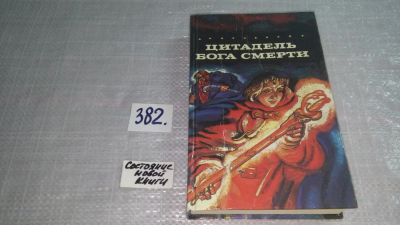 ЦИТАДЕЛЬ
БОГА СМЕРТИ
382.
Состояние
новой
книги